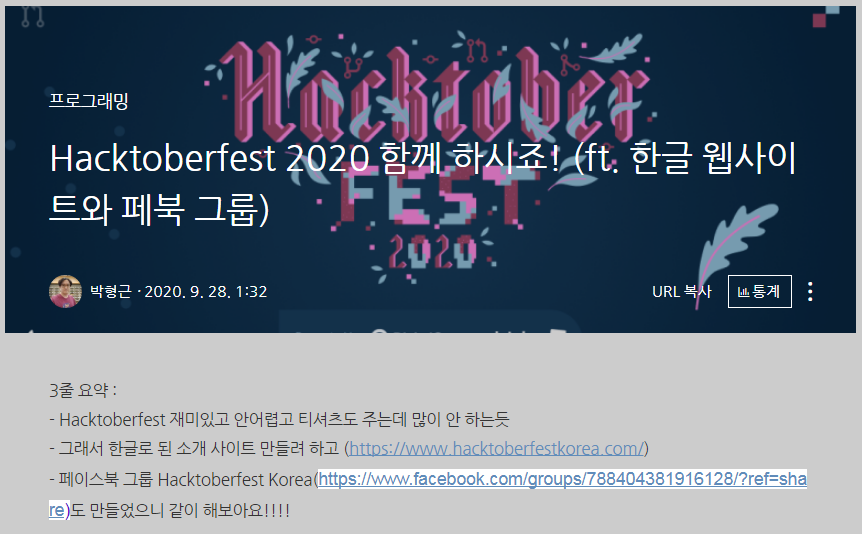 Hacktober
FEST
2020
프로그래밍
Hacktoberfest 2020 함께 하시죠! (ft. 한글 웹사이
트와 페북 그룹)
박형근 · 2020. 9. 28. 1:32
URL 복사
통계
3줄 요약 :
- Hacktoberfest 재미있고 안어렵고 티셔츠도 주는데 많이 안 하는듯
- 그래서 한글로 된 소개 사이트 만들려 하고 (https://www.hacktoberfestkorea.com/)
- 페이스북 그룹 Hacktoberfest Korea(https://www.facebook.com/groups/788404381916128/?ref=sha
re)도 만들었으니 같이 해보아요!!!!